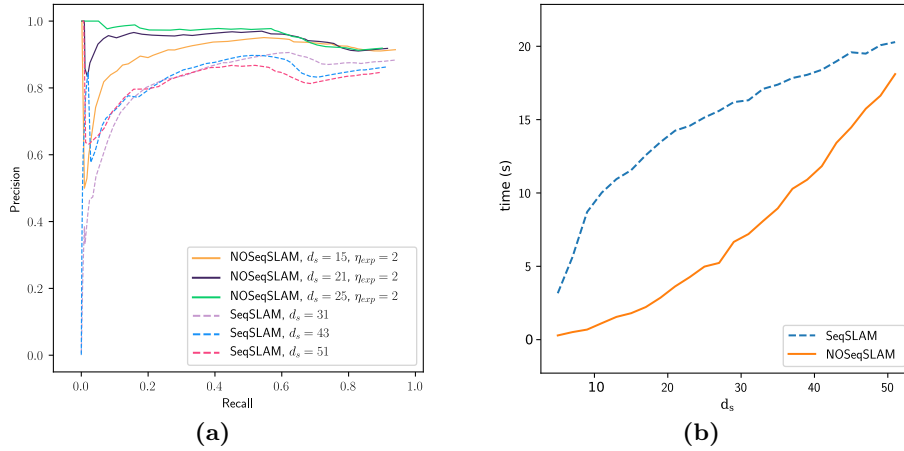 1.0
0.8
0.6
0.4
0.2
0.0
Precision
0.0 0.2 0.4 0.6 0.8 1.0
Recall
NOSeqSLAM, d_s = 15, η_exp = 2
NOSeqSLAM, d_s = 21, η_exp = 2
NOSeqSLAM, d_s = 25, η_exp = 2
SeqSLAM, d_s = 31
SeqSLAM, d_s = 43
SeqSLAM, d_s = 51
(a)
20
15
10
5
0
time (s)
10 20 30 40 50
d_s
SeqSLAM
NOSeqSLAM
(b)